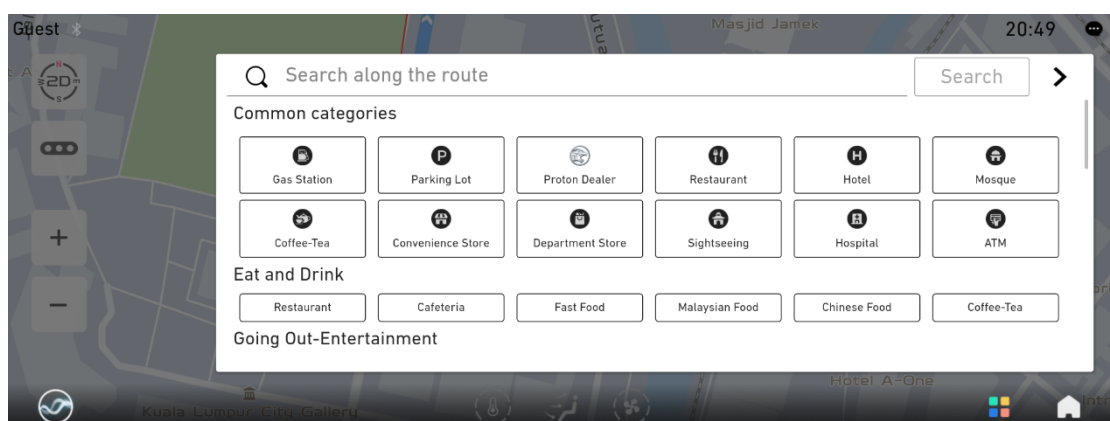 Guest
Masjid Jamek
20:49
N
2D
S
Search along the route
Search
Common categories
Gas Station
P
Parking Lot
Proton Dealer
Restaurant
H
Hotel
Mosque
Coffee-Tea
Convenience Store
Department Store
Sightseeing
Hospital
ATM
Eat and Drink
Restaurant
Cafeteria
Fast Food
Malaysian Food
Chinese Food
Coffee-Tea
Going Out-Entertainment
Hotel A-One
Kuala Lumpur City Gallery